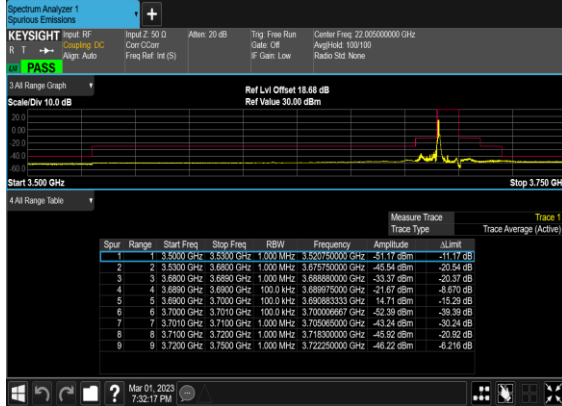 Spectrum Analyzer 1
Spurious Emissions
+
KEYSIGHT Input: RF Input Z: 50 Ω Atten: 20 dB Trig: Free Run Center Freq: 22.005000000 GHz
R T Coupling: DC Corr CCorr Gate: Off Avg|Hold: 100/100
Align: Auto Freq Ref: Int (S) IF Gain: Low Radio Std: None
PASS
3 All Range Graph
Ref Lvl Offset 18.68 dB
Scale/Div 10.0 dB Ref Value 30.00 dBm
20.0
0.00
-20.0
-40.0
-60.0
Start 3.500 GHz Stop 3.750 GH
4 All Range Table
Measure Trace Trace 1
Trace Type Trace Average (Active)
Spur Range Start Freq Stop Freq RBW Frequency Amplitude ΔLimit
1 1 3.5000 GHz 3.5300 GHz 1.000 MHz 3.520750000 GHz -51.17 dBm -11.17 dB
2 2 3.5300 GHz 3.6800 GHz 1.000 MHz 3.675750000 GHz -45.54 dBm -20.54 dB
3 3 3.6800 GHz 3.6890 GHz 1.000 MHz 3.688880000 GHz -33.37 dBm -20.37 dB
4 4 3.6890 GHz 3.6900 GHz 100.0 kHz 3.689975000 GHz -21.67 dBm -8.670 dB
5 5 3.6900 GHz 3.7000 GHz 100.0 kHz 3.690883333 GHz 14.71 dBm -15.29 dB
6 6 3.7000 GHz 3.7010 GHz 100.0 kHz 3.700006667 GHz -52.39 dBm -39.39 dB
7 7 3.7010 GHz 3.7100 GHz 1.000 MHz 3.705065000 GHz -43.24 dBm -30.24 dB
8 8 3.7100 GHz 3.7200 GHz 1.000 MHz 3.718300000 GHz -45.92 dBm -20.92 dB
9 9 3.7200 GHz 3.7500 GHz 1.000 MHz 3.722250000 GHz -46.22 dBm -6.216 dB
? Mar 01, 2023
7:32:17 PM